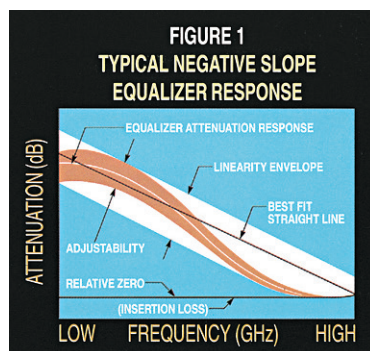 FIGURE 1
TYPICAL NEGATIVE SLOPE
EQUALIZER RESPONSE
EQUALIZER ATTENUATION RESPONSE
LINEARITY ENVELOPE
BEST FIT
STRAIGHT LINE
ADJUSTABILITY
RELATIVE ZERO
(INSERTION LOSS)
ATTENUATION (dB)
LOW FREQUENCY (GHz) HIGH